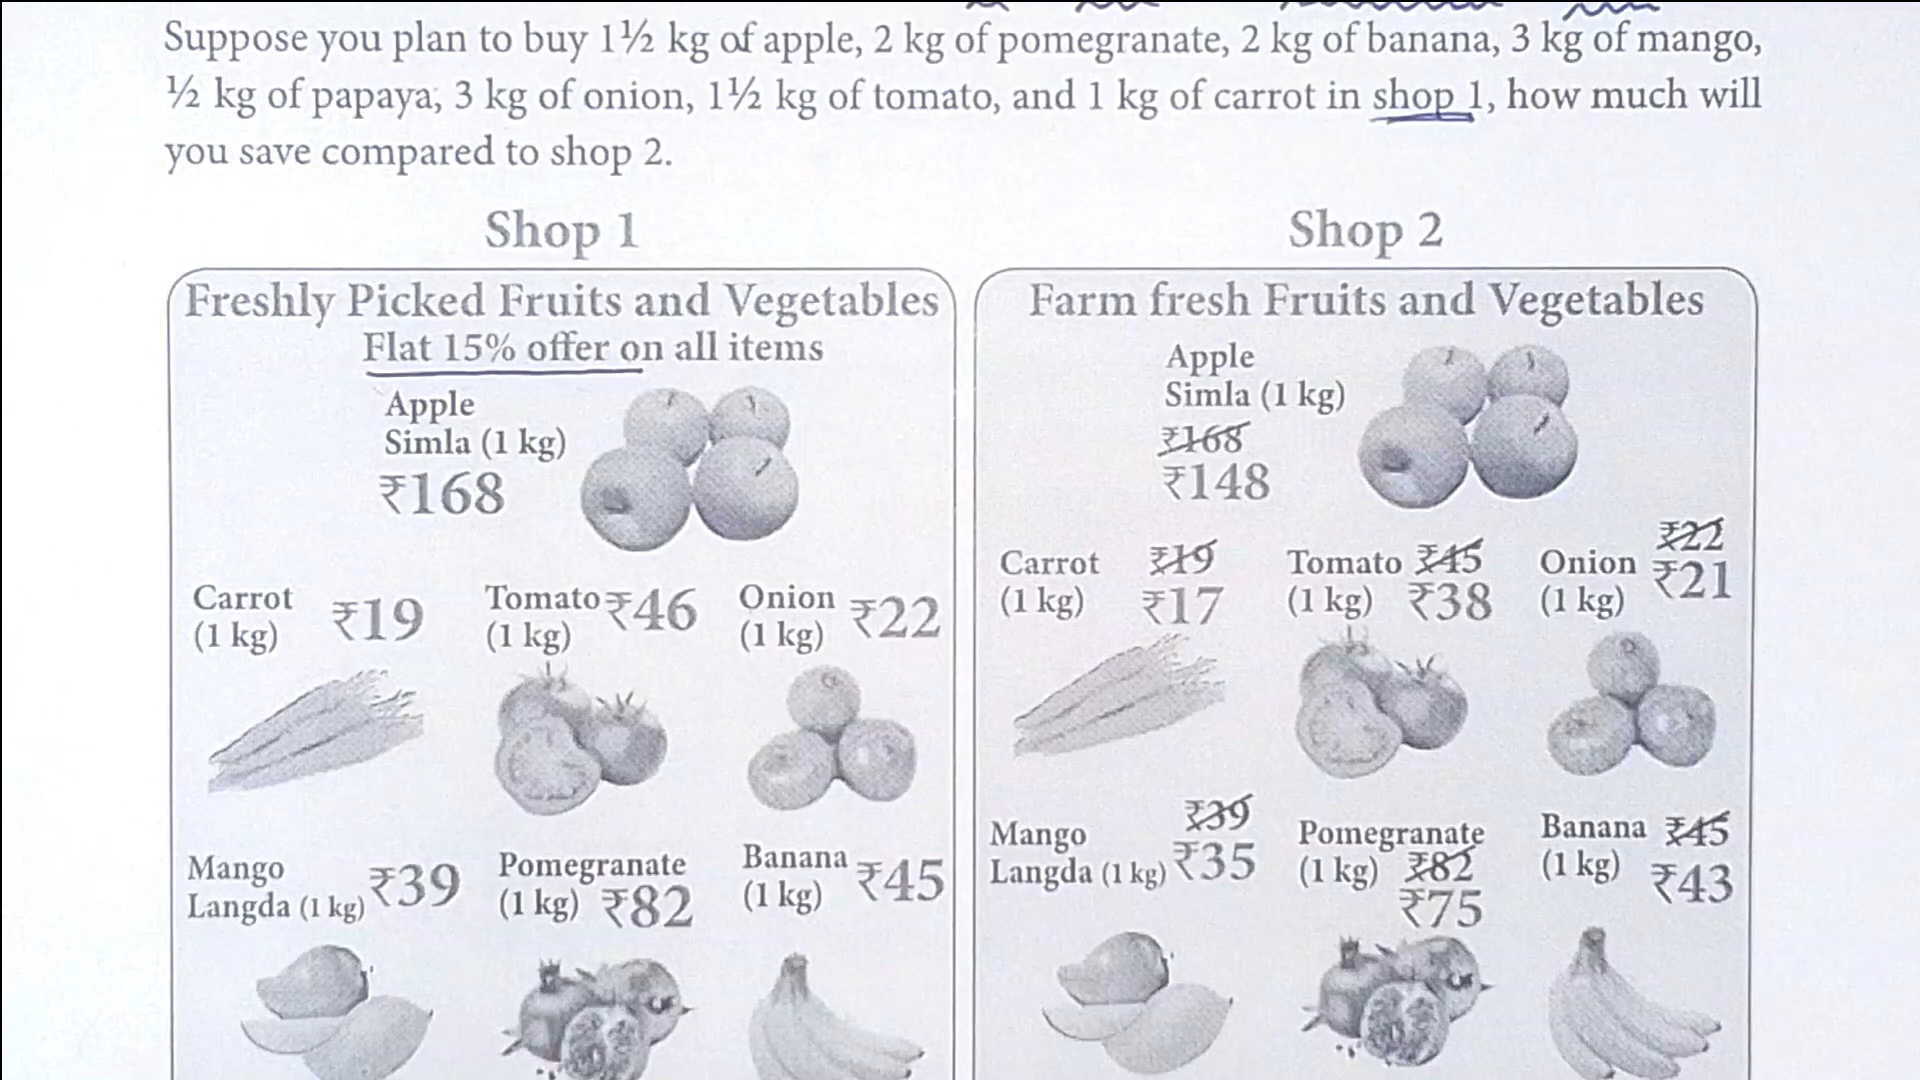 Suppose you plan to buy 1½ kg of apple, 2 kg of pomegranate, 2 kg of banana, 3 kg of mango,
½ kg of papaya, 3 kg of onion, 1½ kg of tomato, and 1 kg of carrot in shop 1, how much will
you save compared to shop 2.
Shop 1
Freshly Picked Fruits and Vegetables
Flat 15% offer on all items
Apple
Simla (1 kg)
₹168
Carrot
(1 kg)
₹19
Tomato
(1 kg)
₹46
Onion
(1 kg)
₹22
Mango
Langda (1 kg)
₹39
Pomegranate
(1 kg) ₹82
Banana
(1 kg)
₹45
Shop 2
Farm fresh Fruits and Vegetables
Apple
Simla (1 kg)
₹168
₹148
Carrot ₹19
(1 kg) ₹17
Tomato ₹45
(1 kg) ₹38
₹22
Onion
(1 kg)
₹21
₹39
Mango
Langda (1 kg)
₹35
Pomegranate
(1 kg) ₹82
₹75
Banana ₹45
(1 kg) ₹43